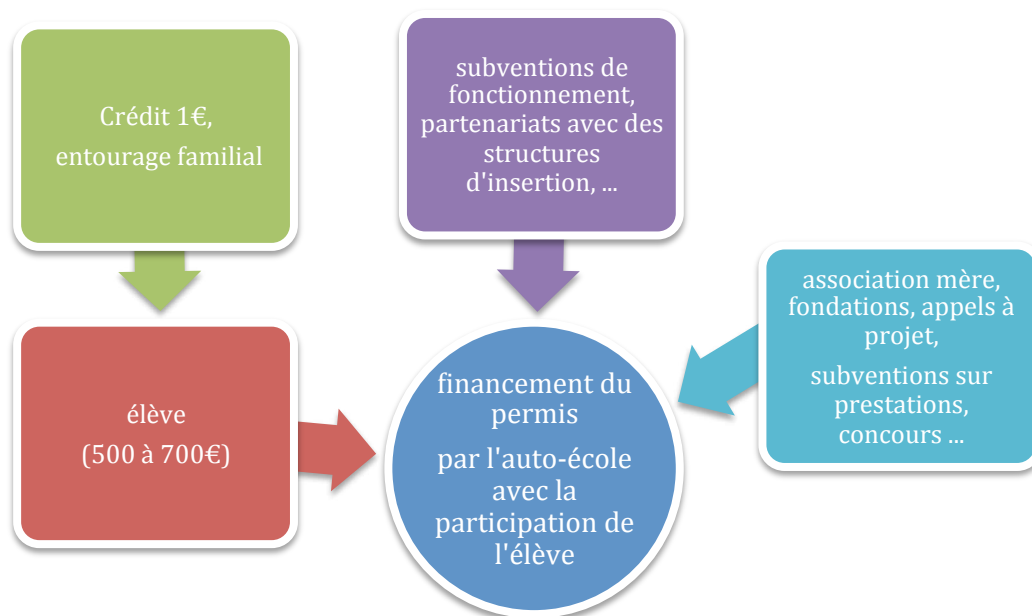 Crédit 1€,
entourage familial
subventions de
fonctionnement,
partenariats avec des
structures
d'insertion, ...
association mère,
fondations, appels à
projet,
subventions sur
prestations,
concours ...
élève
(500 à 700€)
financement du
permis
par l'auto-école
avec la
participation de
l'élève